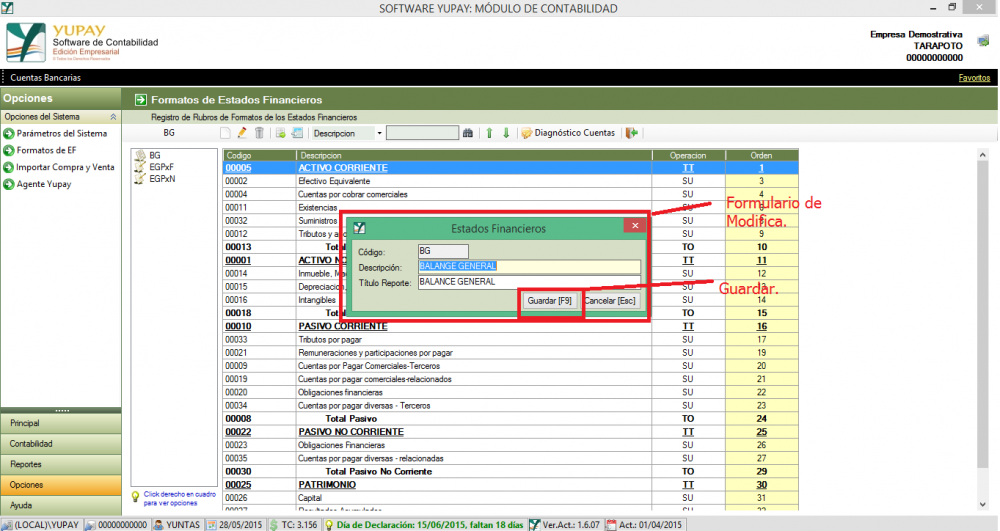 SOFTWARE YUPAY: MÓDULO DE CONTABILIDAD
YUPAY
Software de Contabilidad
Edición Empresarial
© Todos los Derechos Reservados
Empresa Demostrativa
TARAPOTO
00000000000
Cuentas Bancarias
Favoritos
Opciones
Opciones del Sistema
Parámetros del Sistema
Formatos de EF
Importar Compra y Venta
Agente Yupay
Principal
Contabilidad
Reportes
Opciones
Ayuda
Formatos de Estados Financieros
Registro de Rubros de Formatos de los Estados Financieros
BG Descripcion Diagnóstico Cuentas
BG
EGPxF
EGPxN
Click derecho en cuadro
para ver opciones
Codigo Descripcion Operacion Orden
00005 ACTIVO CORRIENTE TT 1
00002 Efectivo Equivalente SU 3
00004 Cuentas por cobrar comerciales SU 4
00011 Existencias SU
00032 Suministros SU 8
00012 Tributos y SU 9
00013 Total TO 10
00001 ACTIVO NO TT 11
00014 Inmueble, SU 12
00015 Depreciacion SU 13
00016 Intangibles SU 14
00018 TO 15
00010 PASIVO CORRIENTE TT 16
00033 Tributos por pagar SU 17
00021 Remuneraciones y participaciones por pagar SU 19
00009 Cuentas por Pagar Comerciales-Terceros SU 20
00019 Cuentas por pagar comerciales-relacionados SU 21
00020 Obligaciones financieras SU 22
00034 Cuentas por pagar diversas - Terceros SU 23
00008 Total Pasivo TO 24
00022 PASIVO NO CORRIENTE TT 25
00023 Obligaciones Financieras SU 26
00035 Cuentas por pagar diversas - relacionadas SU 27
00030 Total Pasivo No Corriente TO 29
00025 PATRIMONIO TT 30
00026 Capital SU 31
00027 Resultados Acumulados
Estados Financieros
Código: BG
Descripción: BALANGE GENERAL
Título Reporte: BALANCE GENERAL
Guardar [F9] Cancelar [Esc]
Formulario de
Modifica.
Guardar.
(LOCAL)\YUPAY 00000000000 YUNTAS 28/05/2015 TC: 3.156 Día de Declaración: 15/06/2015, faltan 18 dias Ver.Act.: 1.6.07 Act.: 01/04/2015